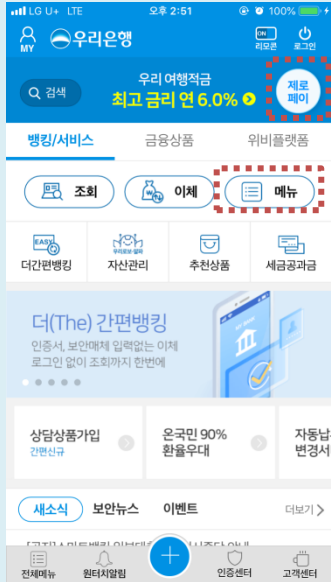 LG U+ LTE 오후 2:51 100%
MY 우리은행 ON 리모콘 로그인
검색 우리 여행적금 최고 금리 연 6.0% 제로 페이
뱅킹/서비스 금융상품 위비플랫폼
조회 이체 메뉴
EASY
더간편뱅킹 자산관리 추천상품 세금공과금
더(The) 간편뱅킹
인증서, 보안매체 입력없는 이체
로그인 없이 조회까지 한번에
상담상품가입 온국민 90% 자동납
간편신규 환율우대 변경서
새소식 보안뉴스 이벤트 더보기
전체메뉴 원터치알림 인증센터 고객센터